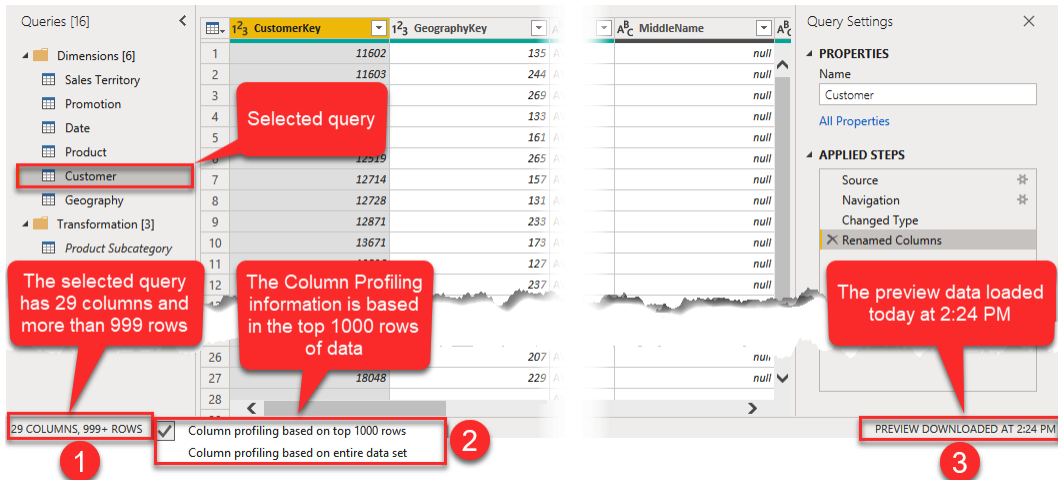 Queries [16]
Dimensions [6]
Sales Territory
Promotion
Date
Product
Customer
Geography
Transformation [3]
Product Subcategory
Selected query
The selected query
has 29 columns and
more than 999 rows
The Column Profiling
information is based
in the top 1000 rows
of data
1²3 CustomerKey 1²3 GeographyKey
1 11602 135
2 11603 244
3 269
4 133
5 161
6 12519 265
7 12714 157
8 12728 131
9 12871 233
10 13671 173
11 127
12 237
26 207
27 18048 229
28
ABC MiddleName
null
null
null
null
null
null
null
null
null
null
null
null
null
null
Query Settings
PROPERTIES
Name
Customer
All Properties
APPLIED STEPS
Source
Navigation
Changed Type
Renamed Columns
The preview data loaded
today at 2:24 PM
29 COLUMNS, 999+ ROWS
Column profiling based on top 1000 rows
Column profiling based on entire data set
PREVIEW DOWNLOADED AT 2:24 PM
1
2
3